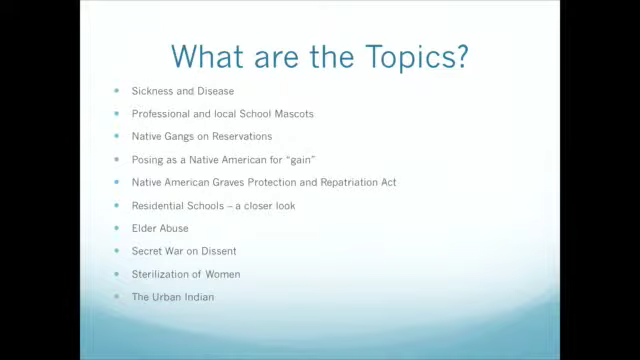 What are the Topics?
Sickness and Disease
Professional and local School Mascots
Native Gangs on Reservations
Posing as a Native American for “gain”
Native American Graves Protection and Repatriation Act
Residential Schools – a closer look
Elder Abuse
Secret War on Dissent
Sterilization of Women
The Urban Indian